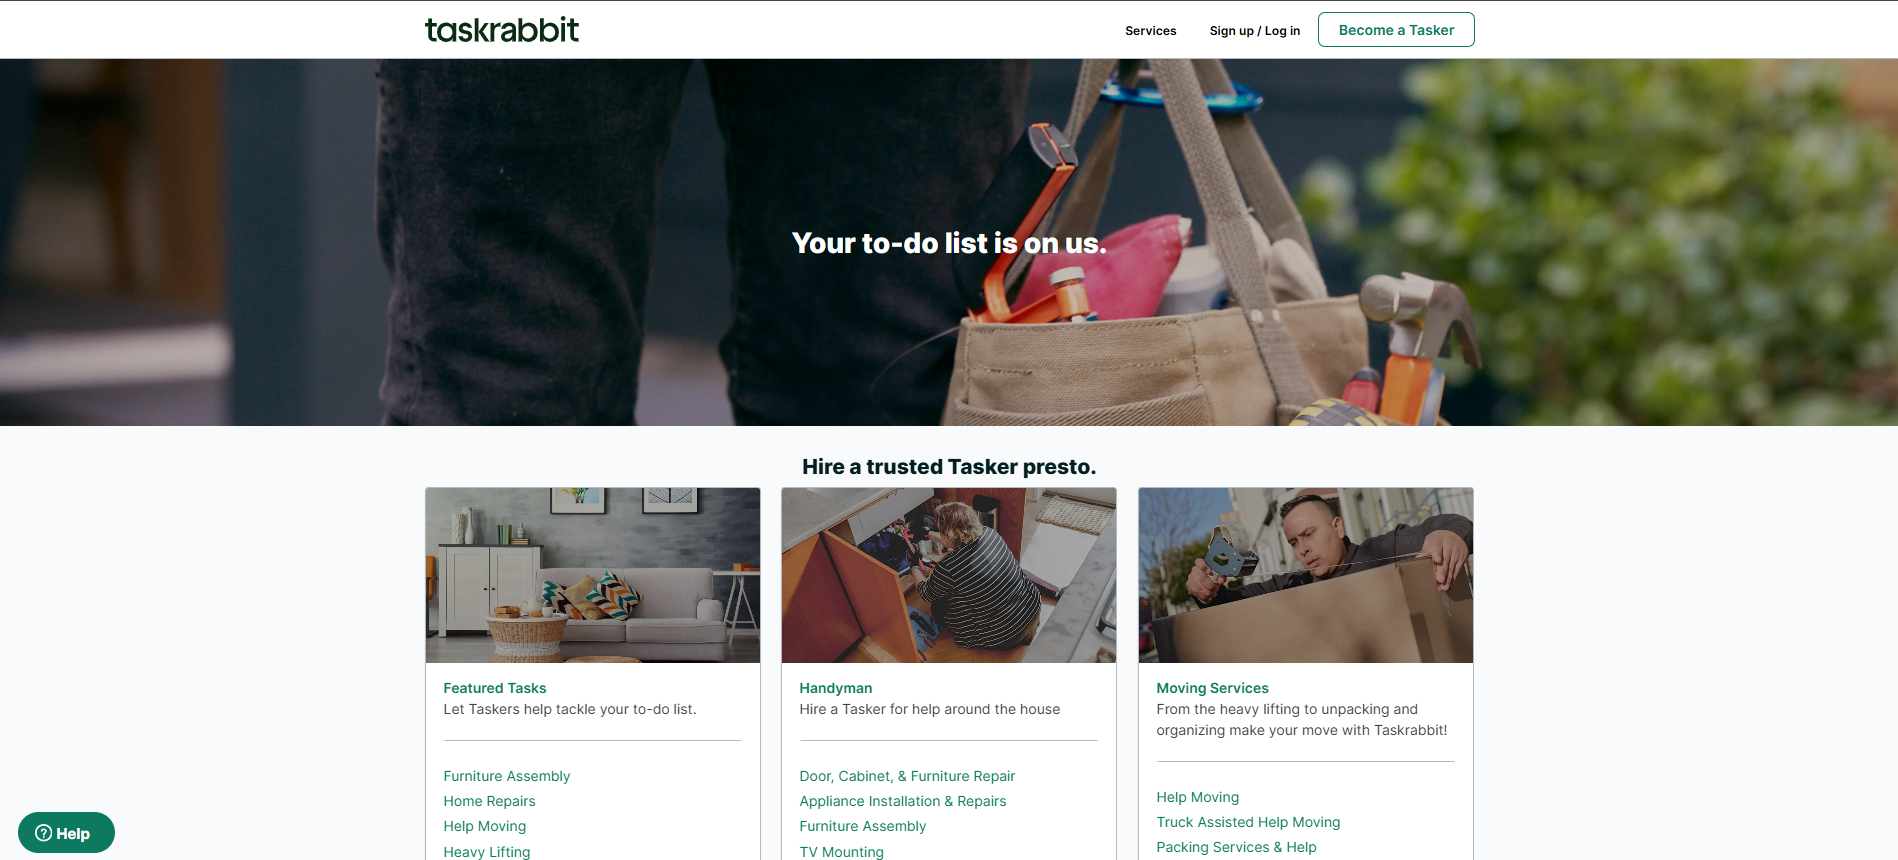 taskrabbit
Services
Sign up / Log in
Become a Tasker
Your to-do list is on us.
Hire a trusted Tasker presto.
Featured Tasks
Let Taskers help tackle your to-do list.
Furniture Assembly
Home Repairs
Help Moving
Heavy Lifting
Handyman
Hire a Tasker for help around the house
Door, Cabinet, & Furniture Repair
Appliance Installation & Repairs
Furniture Assembly
TV Mounting
Moving Services
From the heavy lifting to unpacking and
organizing make your move with Taskrabbit!
Help Moving
Truck Assisted Help Moving
Packing Services & Help
Help